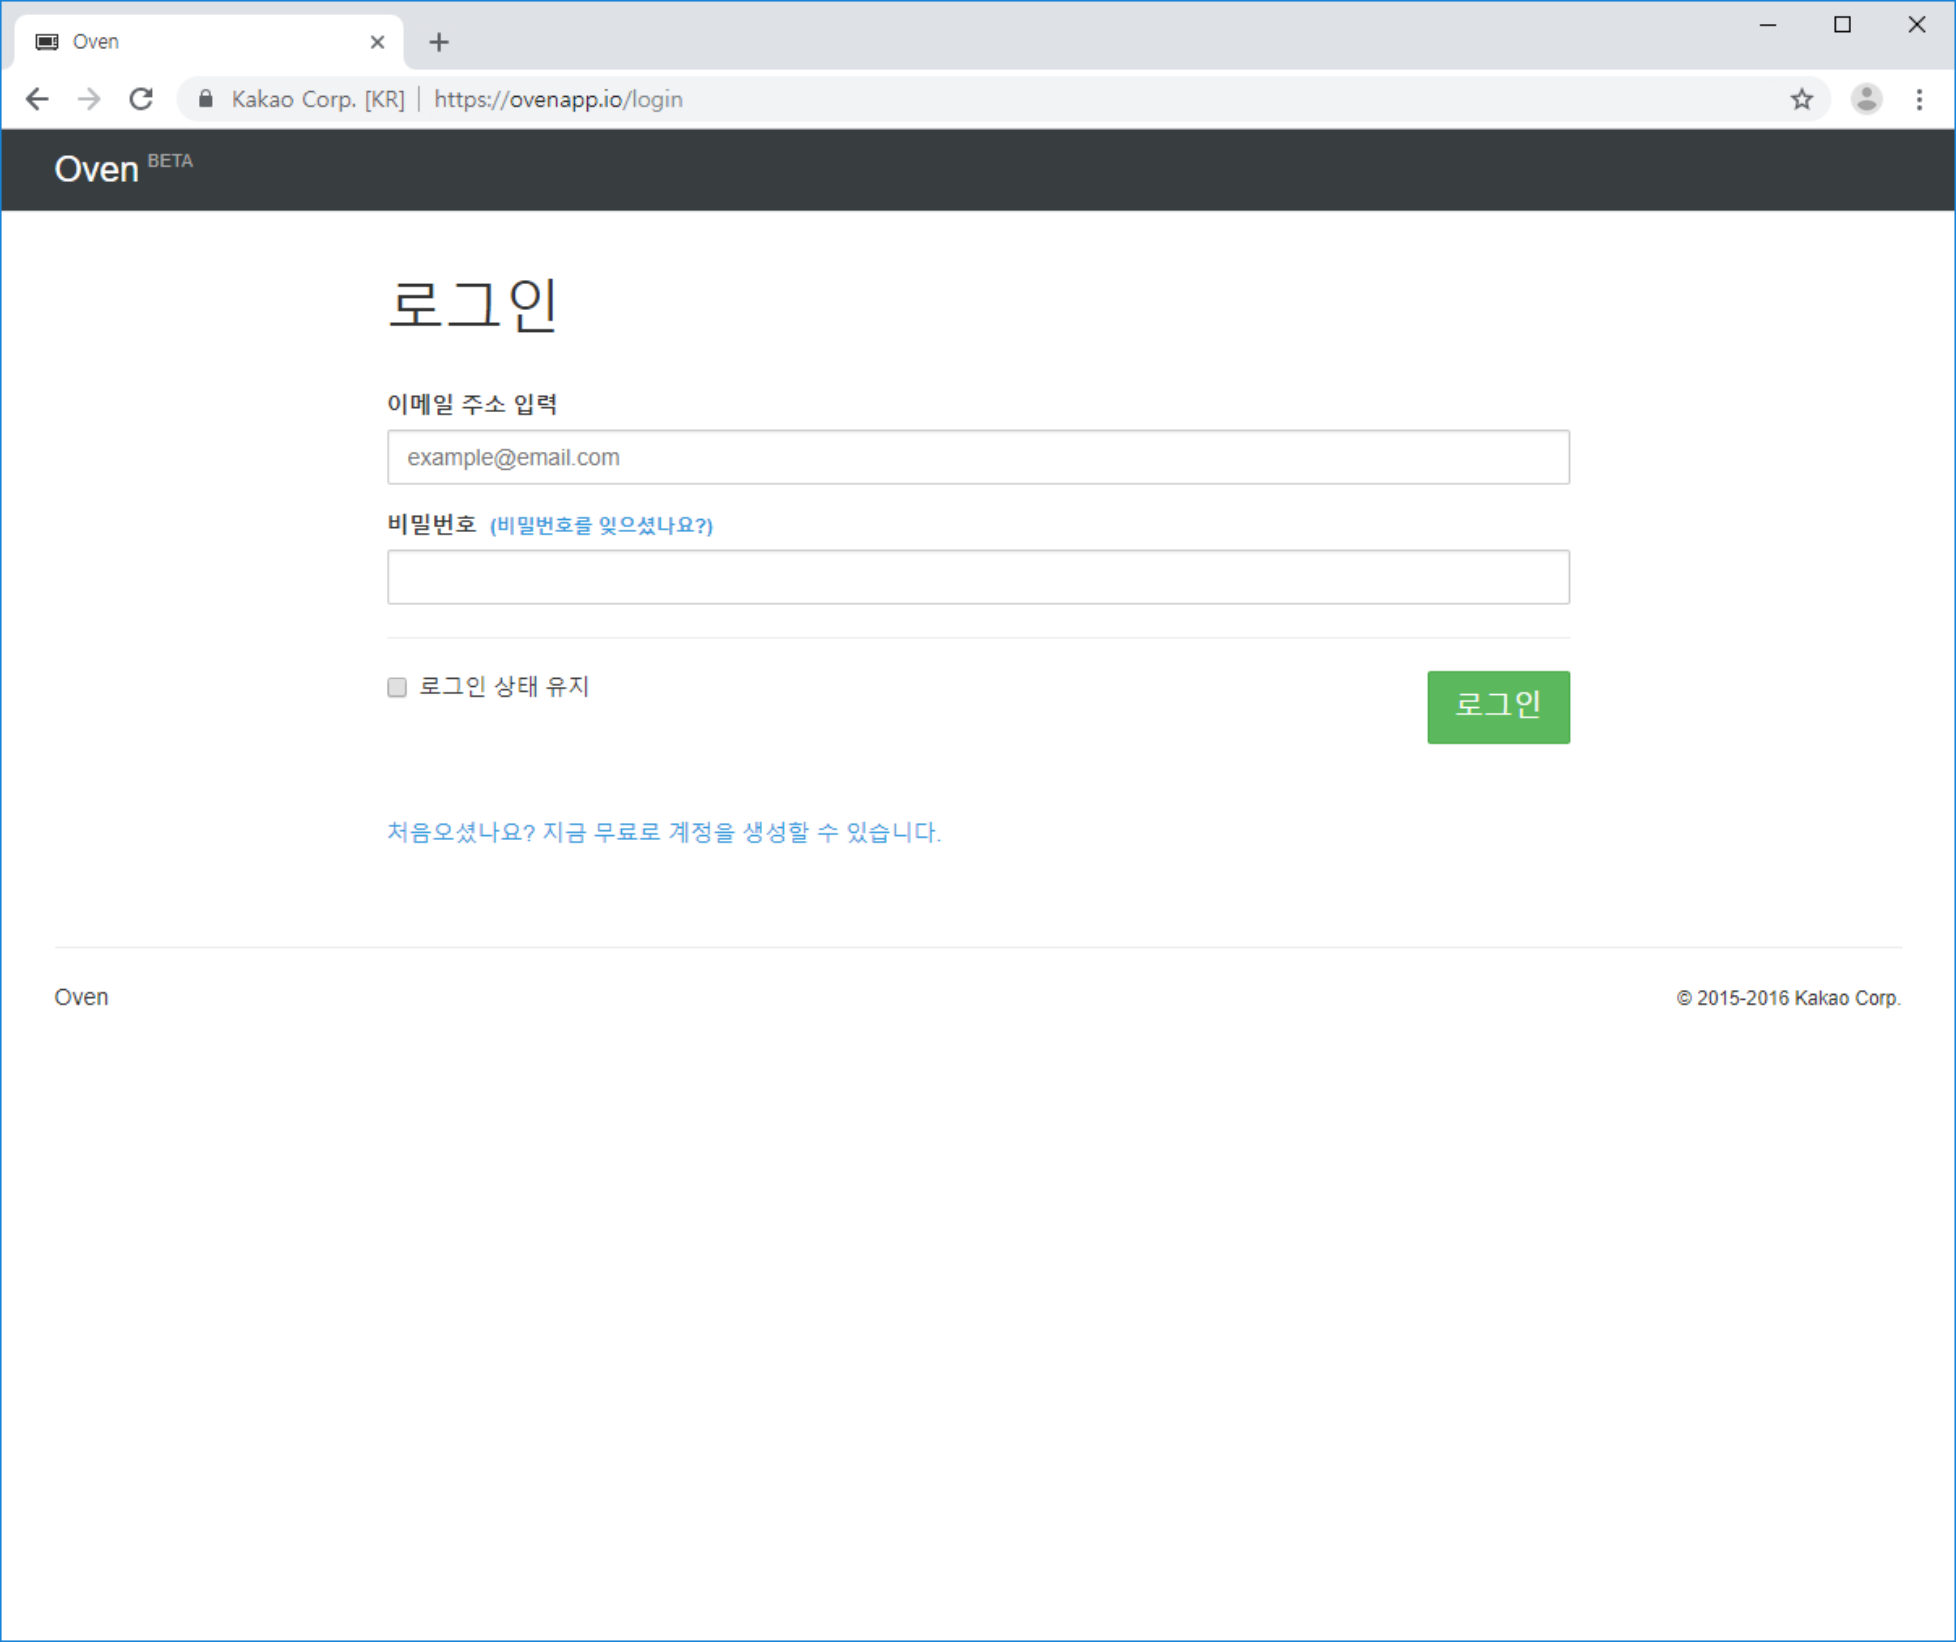 Oven
Kakao Corp. [KR] | https://ovenapp.io/login
Oven BETA
로그인
이메일 주소 입력
example@email.com
비밀번호 (비밀번호를 잊으셨나요?)
로그인 상태 유지
로그인
처음오셨나요? 지금 무료로 계정을 생성할 수 있습니다.
Oven
© 2015-2016 Kakao Corp.